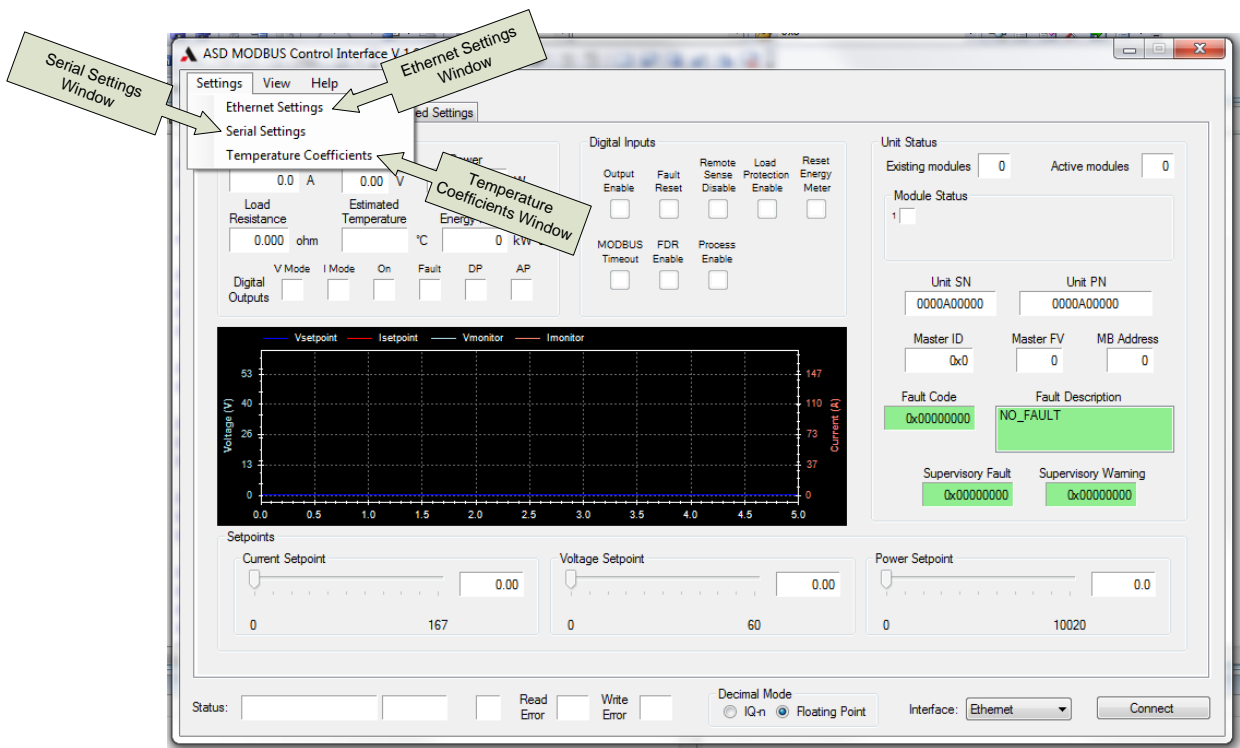 ASD MODBUS Control Interface V 1.
Serial Settings
Window
Ethernet Settings
Window
Temperature
Coefficients Window
Settings View Help
Ethernet Settings
Serial Settings
Temperature Coefficients
ed Settings
0.0 A
0.00 V
Load
Resistance
0.000 ohm
Estimated
Temperature
°C
0
Digital
Outputs
V Mode
I Mode
On
Fault
DP
AP
Digital Inputs
Output
Enable
Fault
Reset
Remote
Sense
Disable
Load
Protection
Enable
Reset
Energy
Meter
MODBUS
Timeout
FDR
Enable
Process
Enable
Unit Status
Existing modules 0
Active modules 0
Module Status
1
Unit SN
0000A00000
Unit PN
0000A00000
Master ID
0x0
Master FV
0
MB Address
0
Fault Code
0x00000000
Fault Description
NO_FAULT
Supervisory Fault
0x00000000
Supervisory Warning
0x00000000
Vsetpoint Isetpoint Vmonitor Imonitor
Voltage (V)
53
40
26
13
0
147
110
73
37
0
Current (A)
0.0 0.5 1.0 1.5 2.0 2.5 3.0 3.5 4.0 4.5 5.0
Setpoints
Current Setpoint
0.00
0 167
Voltage Setpoint
0.00
0 60
Power Setpoint
0.0
0 10020
Status:
Read
Error
Write
Error
Decimal Mode
IQ-n Floating Point
Interface: Ethernet
Connect